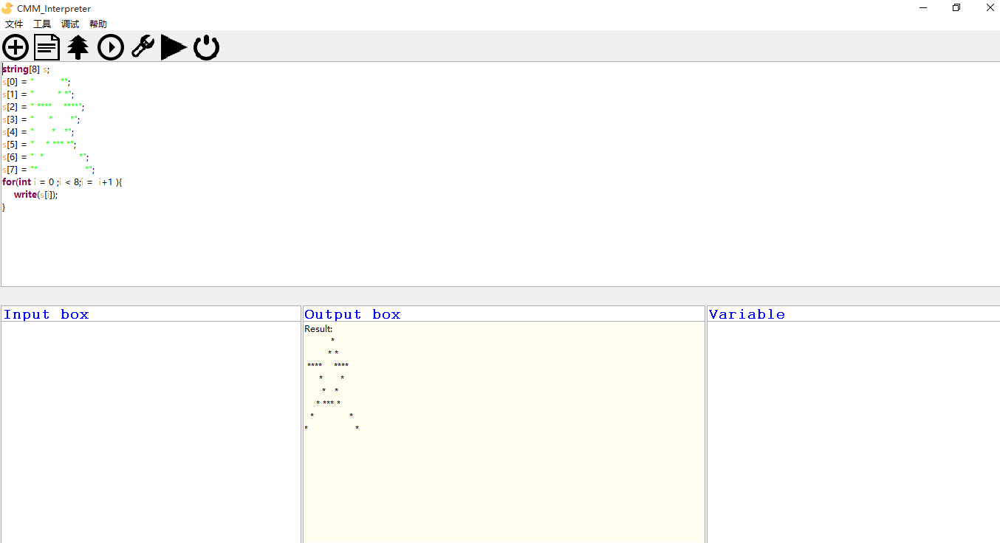 CMM_Interpreter
文件 工具 调试 帮助
string[8] s;
s[0] = "         *";
s[1] = "        * *";
s[2] = " ****    ****";
s[3] = "     *      *";
s[4] = "      *   *";
s[5] = "    * *** *";
s[6] = "  *            *";
s[7] = "*                *";
for(int i = 0 ;i < 8;i =  i+1 ){
    write(s[i]);
}
Input box
Output box
Variable
Result:
         *
        * *
 ****    ****
     *      *
      *   *
    * *** *
  *            *
*                *